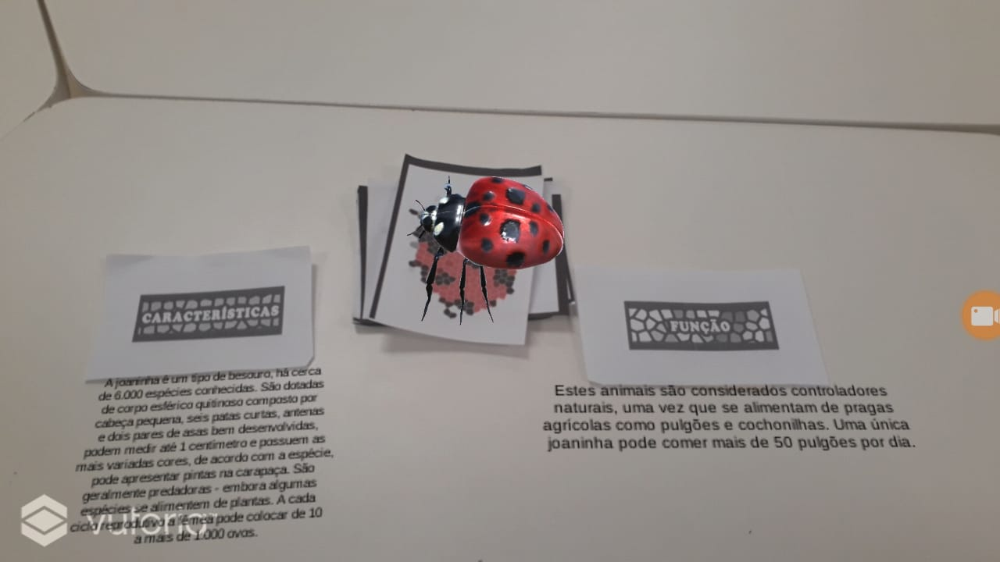 CARACTERÍSTICAS
A joaninha é um tipo de besouro, há cerca
de 6.000 espécies conhecidas. São dotadas
de corpo esférico quitinoso composto por
cabeça pequena, seis patas curtas, antenas
e dois pares de asas bem desenvolvidas,
podem medir até 1 centímetro e possuem as
mais variadas cores, de acordo com a espécie,
pode apresentar pintas na carapaça. São
geralmente predadoras - embora algumas
espécies se alimentem de plantas. A cada
ciclo reprodutivo a fêmea pode colocar de 10
a mais de 1.000 ovos.
FUNÇÃO
Estes animais são considerados controladores
naturais, uma vez que se alimentam de pragas
agrícolas como pulgões e cochonilhas. Uma única
joaninha pode comer mais de 50 pulgões por dia.
vuforia